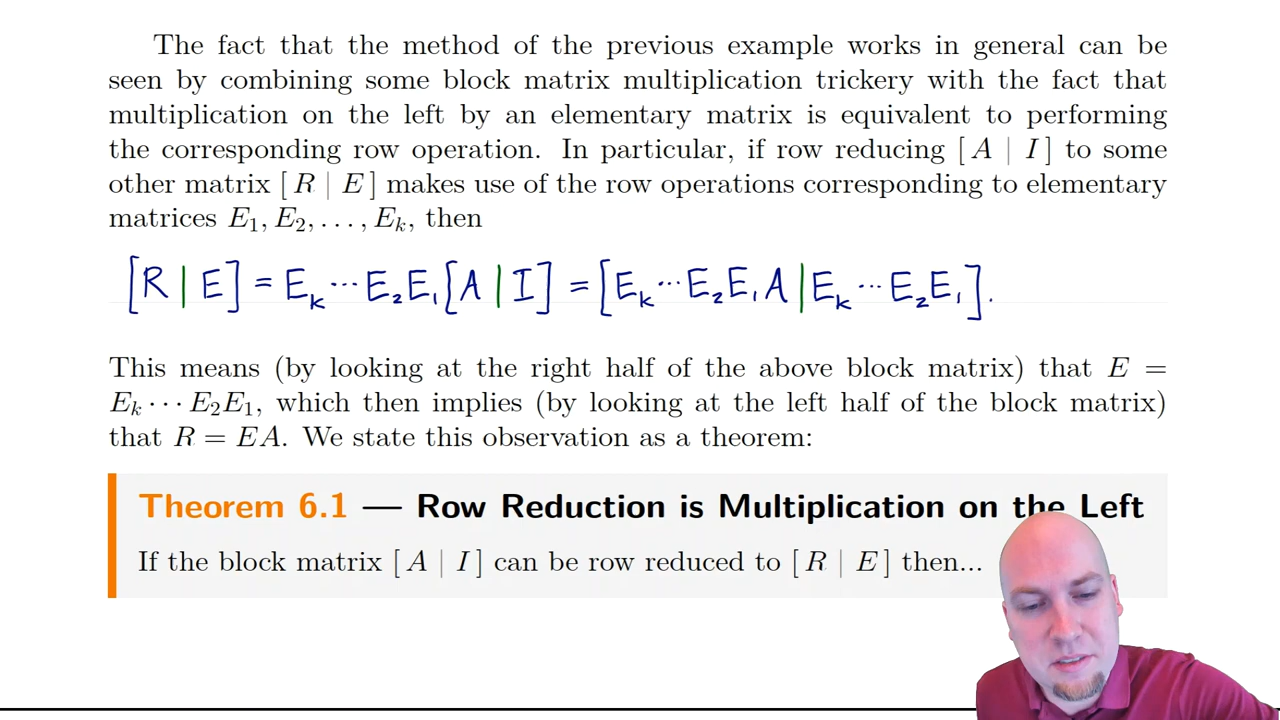 The fact that the method of the previous example works in general can be
seen by combining some block matrix multiplication trickery with the fact that
multiplication on the left by an elementary matrix is equivalent to performing
the corresponding row operation. In particular, if row reducing [ A | I ] to some
other matrix [ R | E ] makes use of the row operations corresponding to elementary
matrices E₁, E₂, . . . , Eₖ, then
[R | E] = Eₖ ⋯ E₂E₁[A | I] = [Eₖ ⋯ E₂E₁A | Eₖ ⋯ E₂E₁].
This means (by looking at the right half of the above block matrix) that E =
Eₖ ⋯ E₂E₁, which then implies (by looking at the left half of the block matrix)
that R = EA. We state this observation as a theorem:
Theorem 6.1 — Row Reduction is Multiplication on the Left
If the block matrix [ A | I ] can be row reduced to [ R | E ] then...